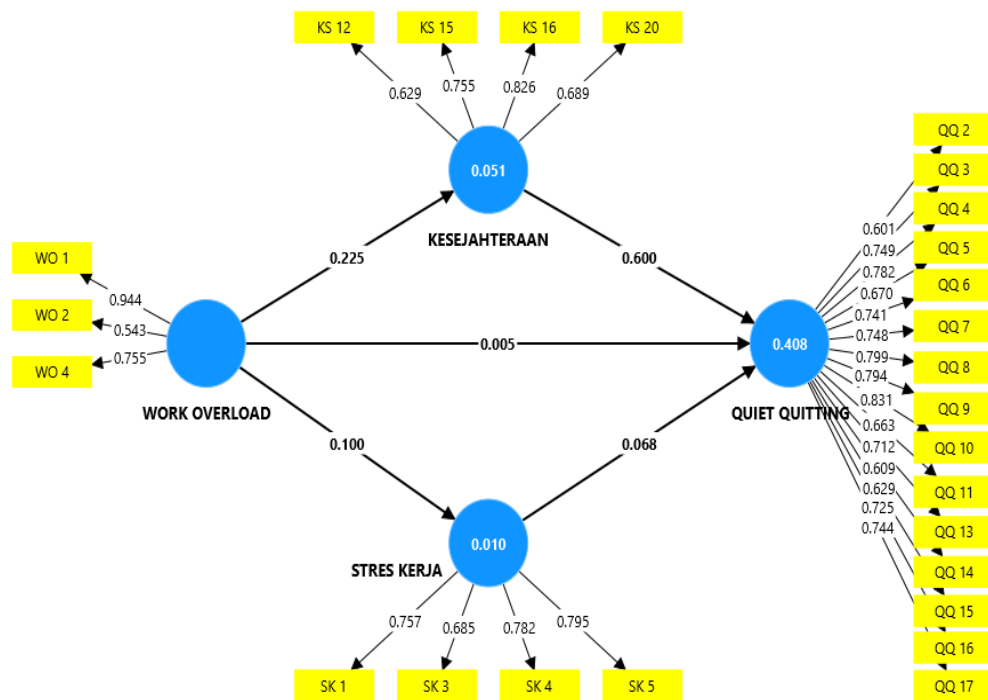 KS 12
KS 15
KS 16
KS 20
0.629
0.755
0.826
0.689
0.051
KESEJAHTERAAN
WO 1
WO 2
WO 4
0.944
0.543
0.755
WORK OVERLOAD
0.225
0.600
0.005
0.100
0.068
0.408
QUIET QUITTING
0.601
0.749
0.782
0.670
0.741
0.748
0.799
0.794
0.831
0.663
0.712
0.609
0.629
0.725
0.744
QQ 2
QQ 3
QQ 4
QQ 5
QQ 6
QQ 7
QQ 8
QQ 9
QQ 10
QQ 11
QQ 13
QQ 14
QQ 15
QQ 16
QQ 17
0.010
STRES KERJA
0.757
0.685
0.782
0.795
SK 1
SK 3
SK 4
SK 5